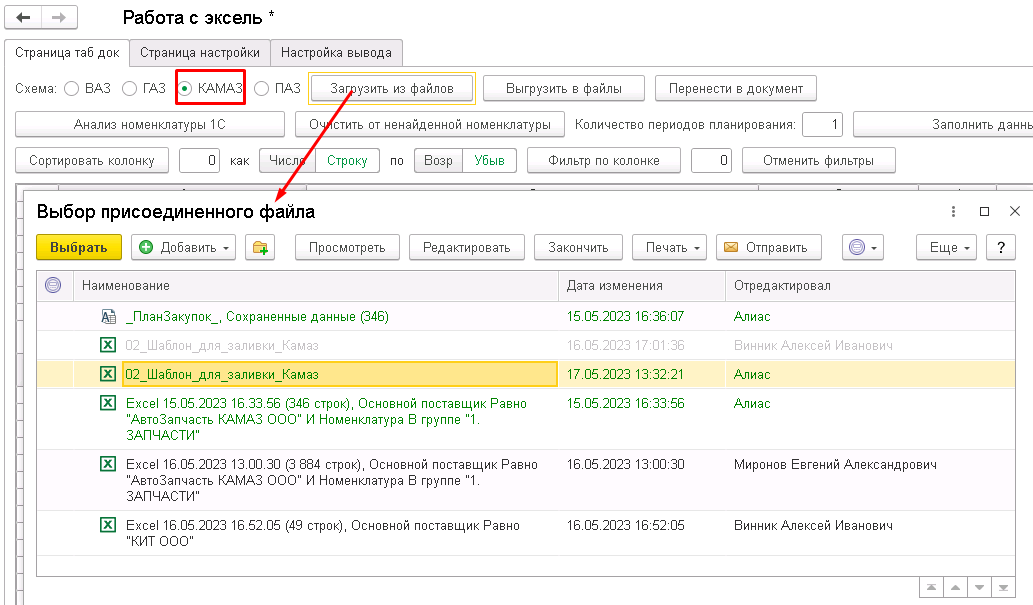 Работа с эксель *
Страница таб док Страница настройки Настройка вывода
Схема: ВАЗ ГАЗ КАМАЗ ПАЗ Загрузить из файлов Выгрузить в файлы Перенести в документ
Анализ номенклатуры 1С Очистить от ненайденной номенклатуры Количество периодов планирования: 1 Заполнить данны
Сортировать колонку 0 как Число Строку по Возр Убыв Фильтр по колонке 0 Отменить фильтры
Выбор присоединенного файла
Выбрать Добавить Просмотреть Редактировать Закончить Печать Отправить Еще ?
Наименование Дата изменения Отредактировал
_ПланЗакупок_, Сохраненные данные (346) 15.05.2023 16:36:07 Алиас
02_Шаблон_для_заливки_Камаз 16.05.2023 17:01:36 Винник Алексей Иванович
02_Шаблон_для_заливки_Камаз 17.05.2023 13:32:21 Алиас
Excel 15.05.2023 16.33.56 (346 строк), Основной поставщик Равно 15.05.2023 16:33:56 Алиас
"АвтоЗапчасть КАМАЗ ООО" И Номенклатура В группе "1.
ЗАПЧАСТИ"
Excel 16.05.2023 13.00.30 (3 884 строк), Основной поставщик Равно 16.05.2023 13:00:30 Миронов Евгений Александрович
"АвтоЗапчасть КАМАЗ ООО" И Номенклатура В группе "1.
ЗАПЧАСТИ"
Excel 16.05.2023 16.52.05 (49 строк), Основной поставщик Равно 16.05.2023 16:52:05 Винник Алексей Иванович
"КИТ ООО"